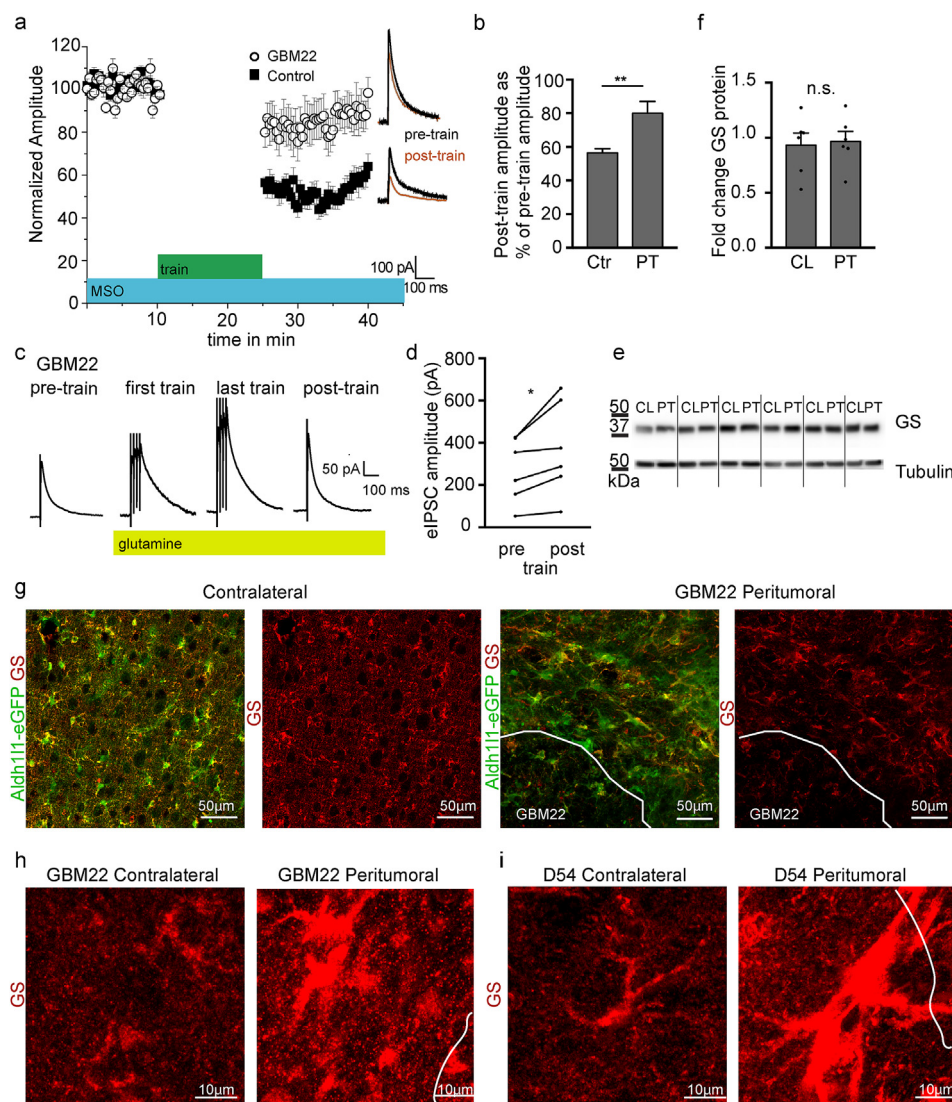 a
Normalized Amplitude
120
100
80
60
40
20
0
GBM22
Control
pre-train
post-train
train
MSO
100 pA
100 ms
0
10
20
30
40
time in min
b
Post-train amplitude as
% of pre-train amplitude
100
80
60
40
20
0
**
Ctr PT
f
Fold change GS protein
1.5
1.0
0.5
0.0
n.s.
CL PT
c
GBM22
pre-train
first train
last train
post-train
50 pA
100 ms
glutamine
d
eIPSC amplitude (pA)
800
600
400
200
0
*
pre post
train
e
50
37
50
kDa
CL PT CL PT CL PT CL PT CL PT CLPT
GS
Tubulin
g
Contralateral
GBM22 Peritumoral
Aldh1l1-eGFP GS
50µm
GS
50µm
Aldh1l1-eGFP GS
GBM22
50µm
GS
GBM22
50µm
h
GBM22 Contralateral
GBM22 Peritumoral
GS
10µm
10µm
i
D54 Contralateral
D54 Peritumoral
GS
10µm
10µm